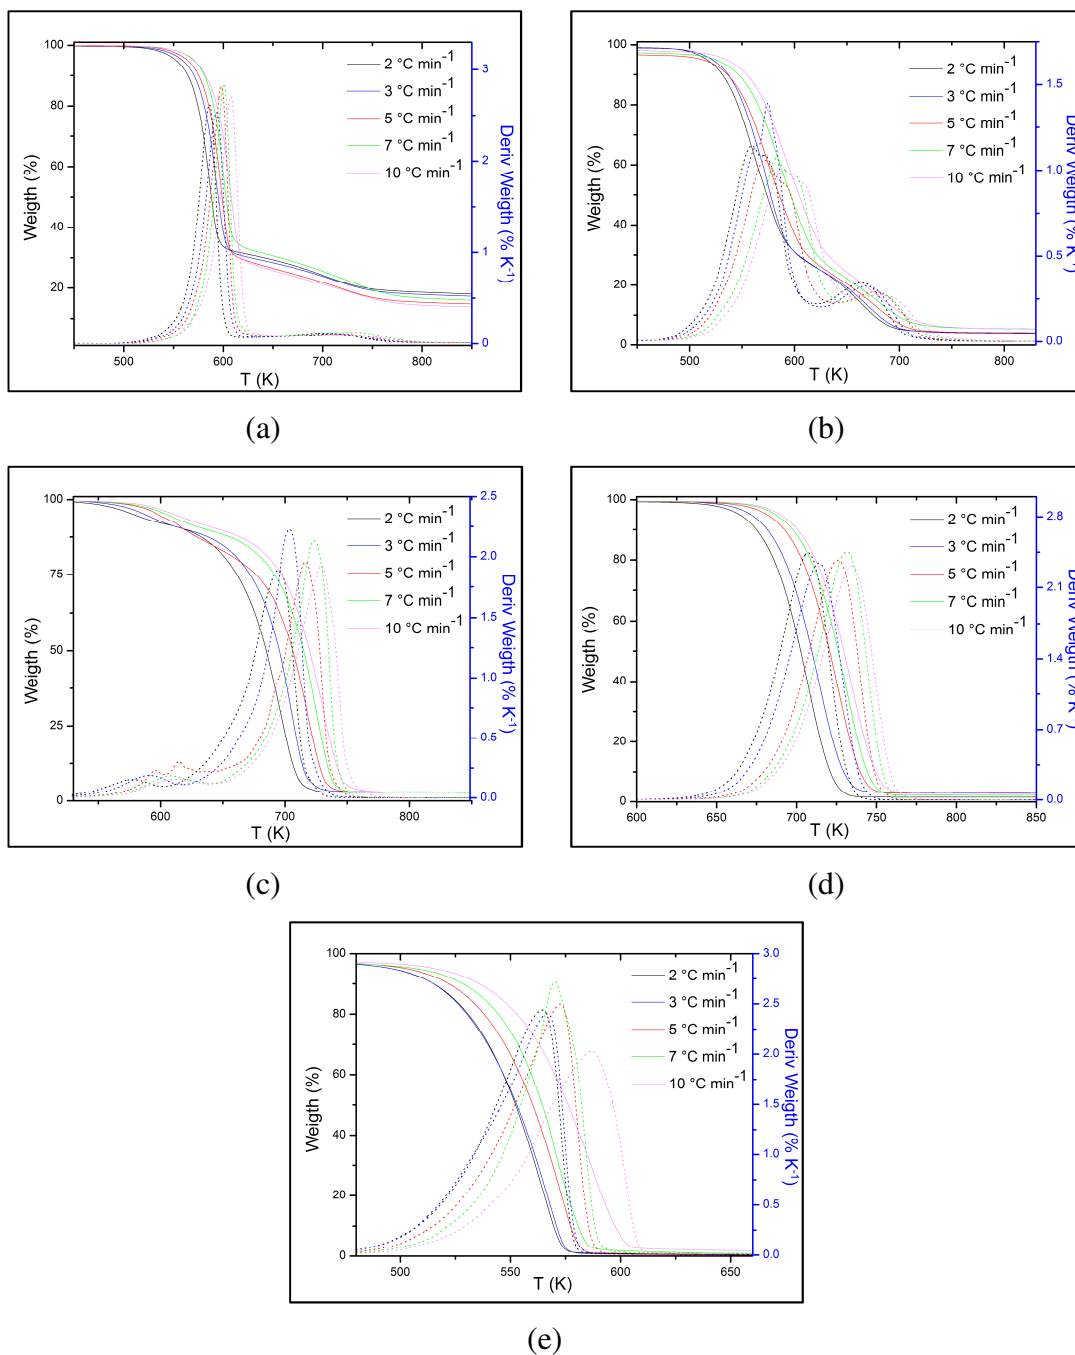 100
80
60
40
20
500
600
700
800
0
1
2
3
Weigth (%)
T (K)
Deriv Weigth (% K⁻¹)
2 °C min⁻¹
3 °C min⁻¹
5 °C min⁻¹
7 °C min⁻¹
10 °C min⁻¹
(a)
100
80
60
40
20
0
500
600
700
800
0.0
0.5
1.0
1.5
Weigth (%)
T (K)
Deriv Weigth (% K⁻
2 °C min⁻¹
3 °C min⁻¹
5 °C min⁻¹
7 °C min⁻¹
10 °C min⁻¹
(b)
100
75
50
25
0
600
700
800
0.0
0.5
1.0
1.5
2.0
2.5
Weigth (%)
T (K)
Deriv Weigth (% K⁻¹)
2 °C min⁻¹
3 °C min⁻¹
5 °C min⁻¹
7 °C min⁻¹
10 °C min⁻¹
(c)
100
80
60
40
20
0
600
650
700
750
800
850
0.0
0.7
1.4
2.1
2.8
Weigth (%)
T (K)
Deriv Weigth (% K⁻
2 °C min⁻¹
3 °C min⁻¹
5 °C min⁻¹
7 °C min⁻¹
10 °C min⁻¹
(d)
100
80
60
40
20
0
500
550
600
650
0.0
0.5
1.0
1.5
2.0
2.5
3.0
Weigth (%)
T (K)
Deriv Weigth (% K⁻¹)
2 °C min⁻¹
3 °C min⁻¹
5 °C min⁻¹
7 °C min⁻¹
10 °C min⁻¹
(e)